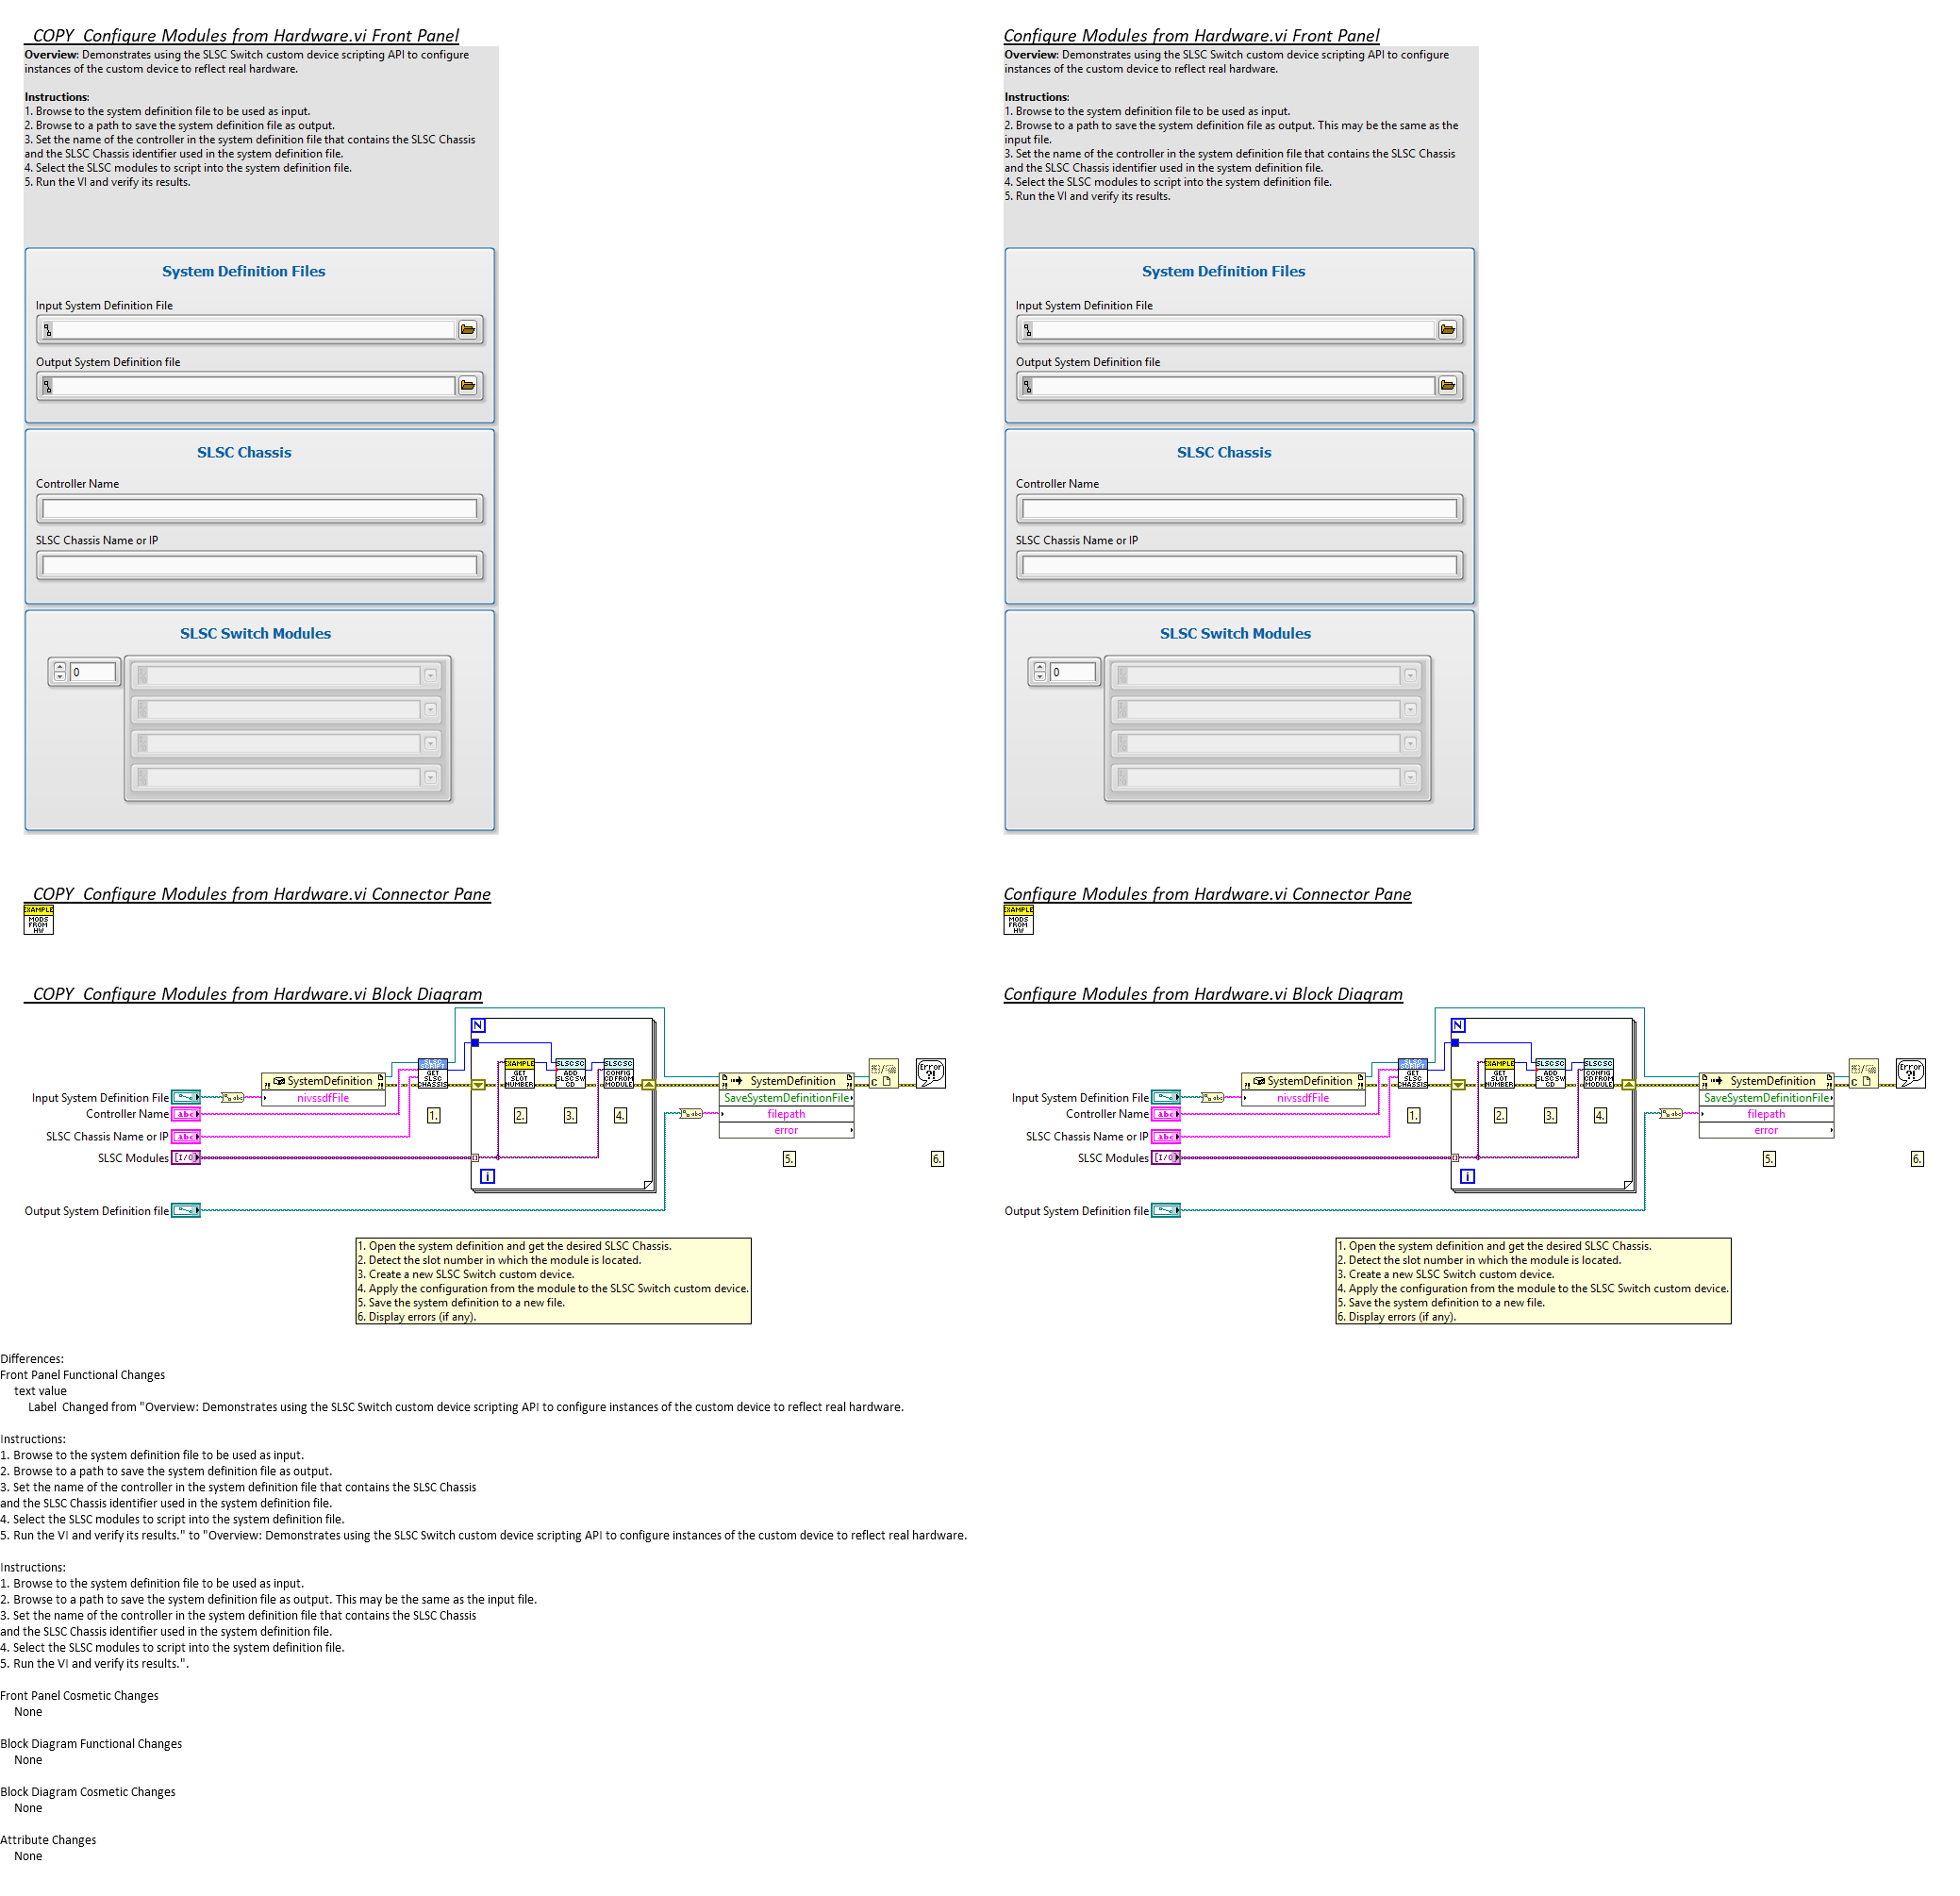 COPY  Configure Modules from Hardware.vi Front Panel
Overview: Demonstrates using the SLSC Switch custom device scripting API to configure
instances of the custom device to reflect real hardware.
Instructions:
1. Browse to the system definition file to be used as input.
2. Browse to a path to save the system definition file as output.
3. Set the name of the controller in the system definition file that contains the SLSC Chassis
and the SLSC Chassis identifier used in the system definition file.
4. Select the SLSC modules to script into the system definition file.
5. Run the VI and verify its results.
System Definition Files
Input System Definition File
Output System Definition file
SLSC Chassis
Controller Name
SLSC Chassis Name or IP
SLSC Switch Modules
0
Configure Modules from Hardware.vi Front Panel
Overview: Demonstrates using the SLSC Switch custom device scripting API to configure
instances of the custom device to reflect real hardware.
Instructions:
1. Browse to the system definition file to be used as input.
2. Browse to a path to save the system definition file as output. This may be the same as the
input file.
3. Set the name of the controller in the system definition file that contains the SLSC Chassis
and the SLSC Chassis identifier used in the system definition file.
4. Select the SLSC modules to script into the system definition file.
5. Run the VI and verify its results.
System Definition Files
Input System Definition File
Output System Definition file
SLSC Chassis
Controller Name
SLSC Chassis Name or IP
SLSC Switch Modules
0
COPY  Configure Modules from Hardware.vi Connector Pane
EXAMPLE
MODS
FROM
HW
Configure Modules from Hardware.vi Connector Pane
EXAMPLE
MODS
FROM
HW
COPY  Configure Modules from Hardware.vi Block Diagram
N
SLSC
SCRIPT
GET
SLSC
CHASSIS
EXAMPLE
GET
SLOT
NUMBER
SLSC SC
ADD
SLSC SW
CD
SLSC SC
CONFIG
CD FROM
MODULE
Error
?!
SystemDefinition
nivssdfFile
SystemDefinition
SaveSystemDefinitionFile
filepath
error
Input System Definition File
Controller Name
abc
SLSC Chassis Name or IP
abc
SLSC Modules
I/O
1.
2.
3.
4.
5.
6.
i
Output System Definition file
1. Open the system definition and get the desired SLSC Chassis.
2. Detect the slot number in which the module is located.
3. Create a new SLSC Switch custom device.
4. Apply the configuration from the module to the SLSC Switch custom device.
5. Save the system definition to a new file.
6. Display errors (if any).
Configure Modules from Hardware.vi Block Diagram
N
SLSC
SCRIPT
GET
SLSC
CHASSIS
EXAMPLE
GET
SLOT
NUMBER
SLSC SC
ADD
SLSC SW
CD
SLSC SC
CONFIG
CD FROM
MODULE
Error
?!
SystemDefinition
nivssdfFile
SystemDefinition
SaveSystemDefinitionFile
filepath
error
Input System Definition File
Controller Name
abc
SLSC Chassis Name or IP
abc
SLSC Modules
I/O
1.
2.
3.
4.
5.
6.
i
Output System Definition file
1. Open the system definition and get the desired SLSC Chassis.
2. Detect the slot number in which the module is located.
3. Create a new SLSC Switch custom device.
4. Apply the configuration from the module to the SLSC Switch custom device.
5. Save the system definition to a new file.
6. Display errors (if any).
Differences:
Front Panel Functional Changes
text value
Label  Changed from "Overview: Demonstrates using the SLSC Switch custom device scripting API to configure instances of the custom device to reflect real hardware.
Instructions:
1. Browse to the system definition file to be used as input.
2. Browse to a path to save the system definition file as output.
3. Set the name of the controller in the system definition file that contains the SLSC Chassis
and the SLSC Chassis identifier used in the system definition file.
4. Select the SLSC modules to script into the system definition file.
5. Run the VI and verify its results." to "Overview: Demonstrates using the SLSC Switch custom device scripting API to configure instances of the custom device to reflect real hardware.
Instructions:
1. Browse to the system definition file to be used as input.
2. Browse to a path to save the system definition file as output. This may be the same as the input file.
3. Set the name of the controller in the system definition file that contains the SLSC Chassis
and the SLSC Chassis identifier used in the system definition file.
4. Select the SLSC modules to script into the system definition file.
5. Run the VI and verify its results.".
Front Panel Cosmetic Changes
None
Block Diagram Functional Changes
None
Block Diagram Cosmetic Changes
None
Attribute Changes
None